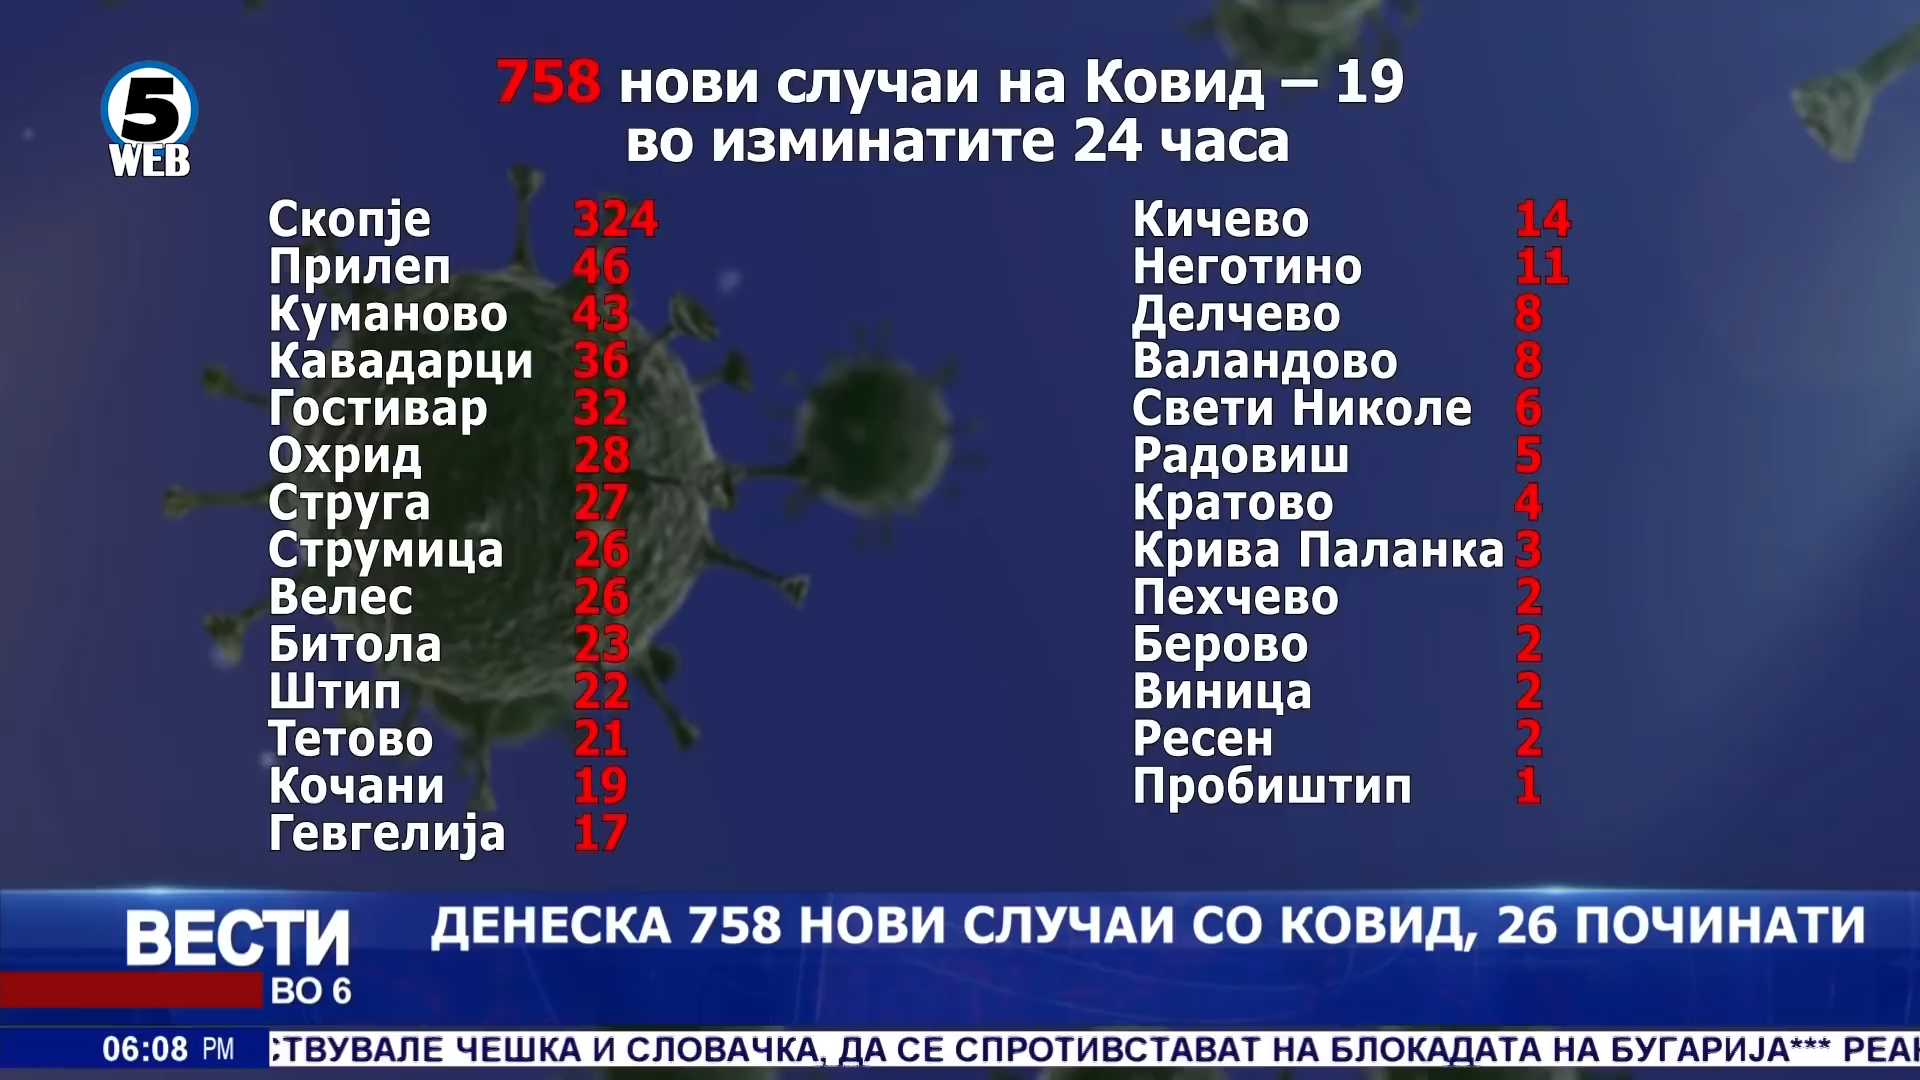 5
WEB
758 нови случаи на Ковид – 19
во изминатите 24 часа
Скопје 324
Прилеп 46
Куманово 43
Кавадарци 36
Гостивар 32
Охрид 28
Струга 27
Струмица 26
Велес 26
Битола 23
Штип 22
Тетово 21
Кочани 19
Гевгелија 17
Кичево 14
Неготино 11
Делчево 8
Валандово 8
Свети Николе 6
Радовиш 5
Кратово 4
Крива Паланка 3
Пехчево 2
Берово 2
Виница 2
Ресен 2
Пробиштип 1
ВЕСТИ
ВО 6
ДЕНЕСКА 758 НОВИ СЛУЧАИ СО КОВИД, 26 ПОЧИНАТИ
06:08 PM
ЧЕШКА И СЛОВАЧКА, ДА СЕ СПРОТИВСТАВАТ НА БЛОКАДАТА НА БУГАРИЈА***